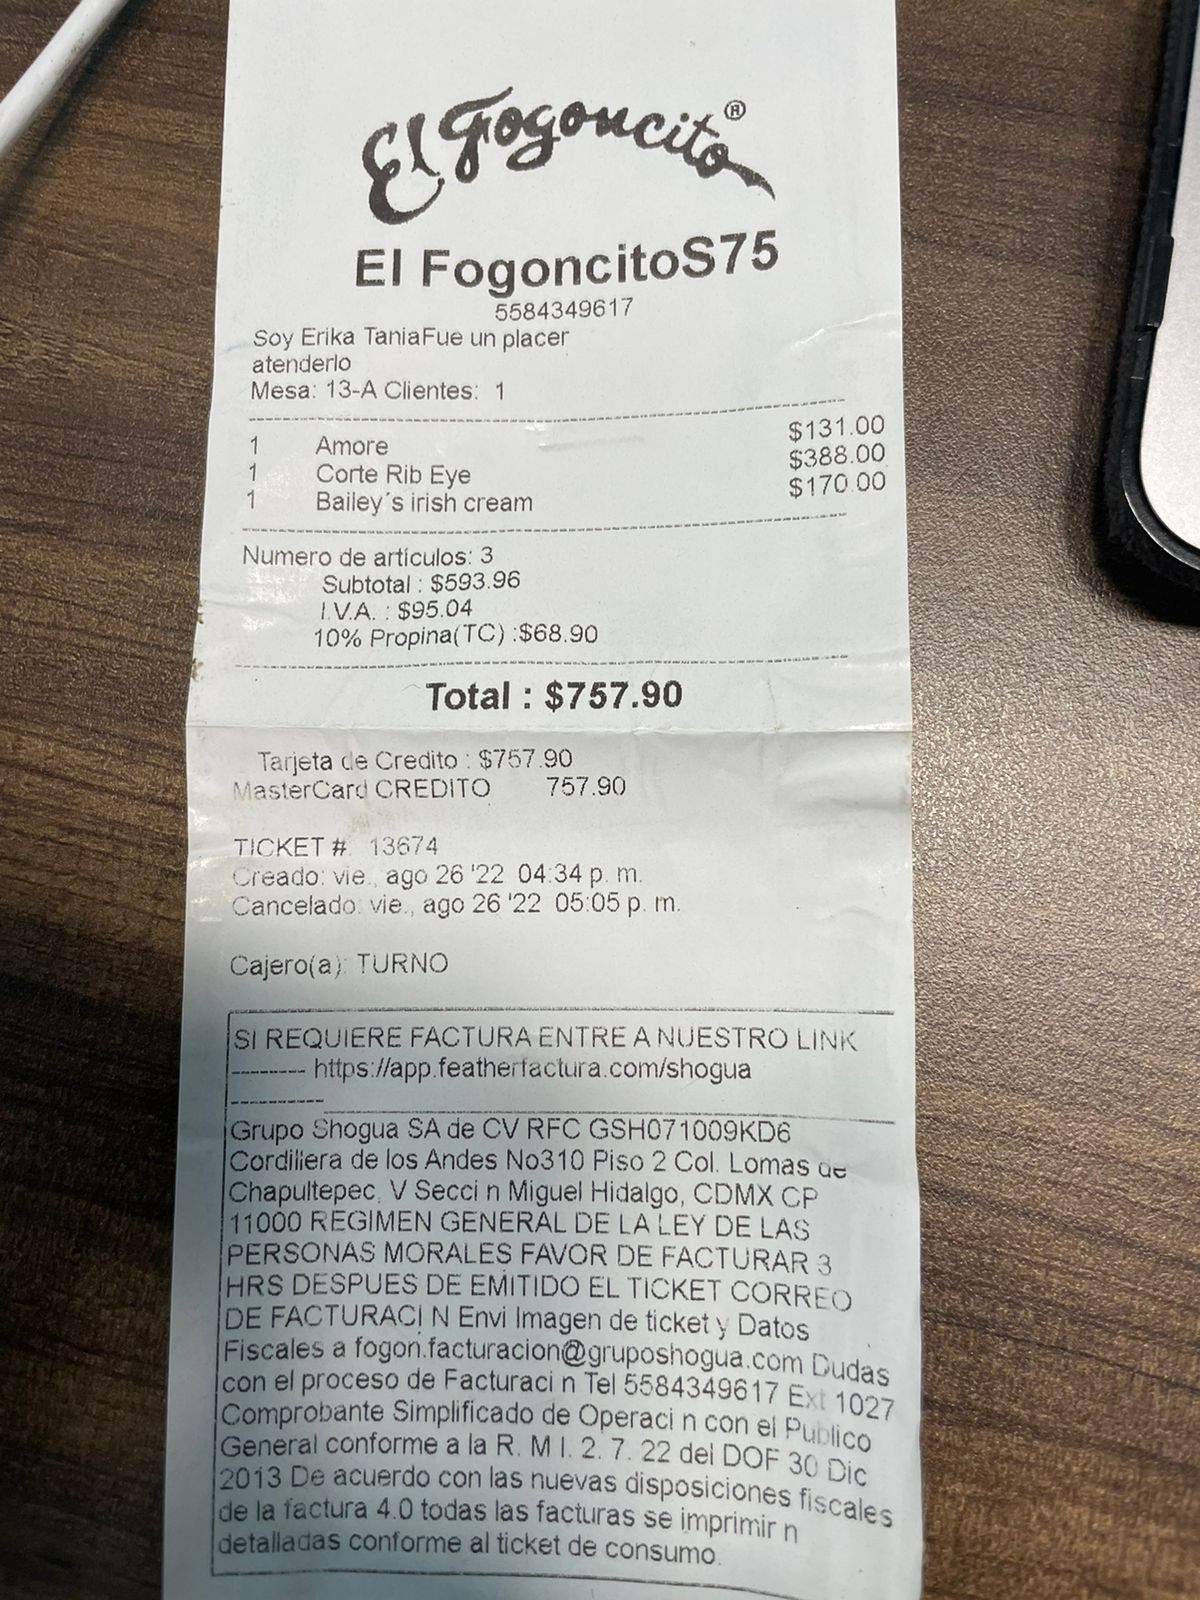 El Fogoncito®
El FogoncitoS75
5584349617
Soy Erika TaniaFue un placer
atenderlo
Mesa: 13-A Clientes: 1
1 Amore $131.00
1 Corte Rib Eye $388.00
1 Bailey´s irish cream $170.00
Numero de artículos: 3
Subtotal : $593.96
I.V.A. : $95.04
10% Propina(TC) :$68.90
Total : $757.90
Tarjeta de Credito : $757.90
MasterCard CREDITO 757.90
TICKET # 13674
Creado: vie., ago 26 '22 04:34 p. m.
Cancelado: vie., ago 26 '22 05:05 p. m.
Cajero(a): TURNO
SI REQUIERE FACTURA ENTRE A NUESTRO LINK
------- https://app.featherfactura.com/shogua
---------
Grupo Shogua SA de CV RFC GSH071009KD6
Cordillera de los Andes No310 Piso 2 Col. Lomas de
Chapultepec, V Secci n Miguel Hidalgo, CDMX CP
11000 REGIMEN GENERAL DE LA LEY DE LAS
PERSONAS MORALES FAVOR DE FACTURAR 3
HRS DESPUES DE EMITIDO EL TICKET CORREO
DE FACTURACI N Envi Imagen de ticket y Datos
Fiscales a fogon.facturacion@gruposhogua.com Dudas
con el proceso de Facturaci n Tel 5584349617 Ext 1027
Comprobante Simplificado de Operaci n con el Publico
General conforme a la R. M I. 2. 7. 22 del DOF 30 Dic
2013 De acuerdo con las nuevas disposiciones fiscales
de la factura 4.0 todas las facturas se imprimir n
detalladas conforme al ticket de consumo.